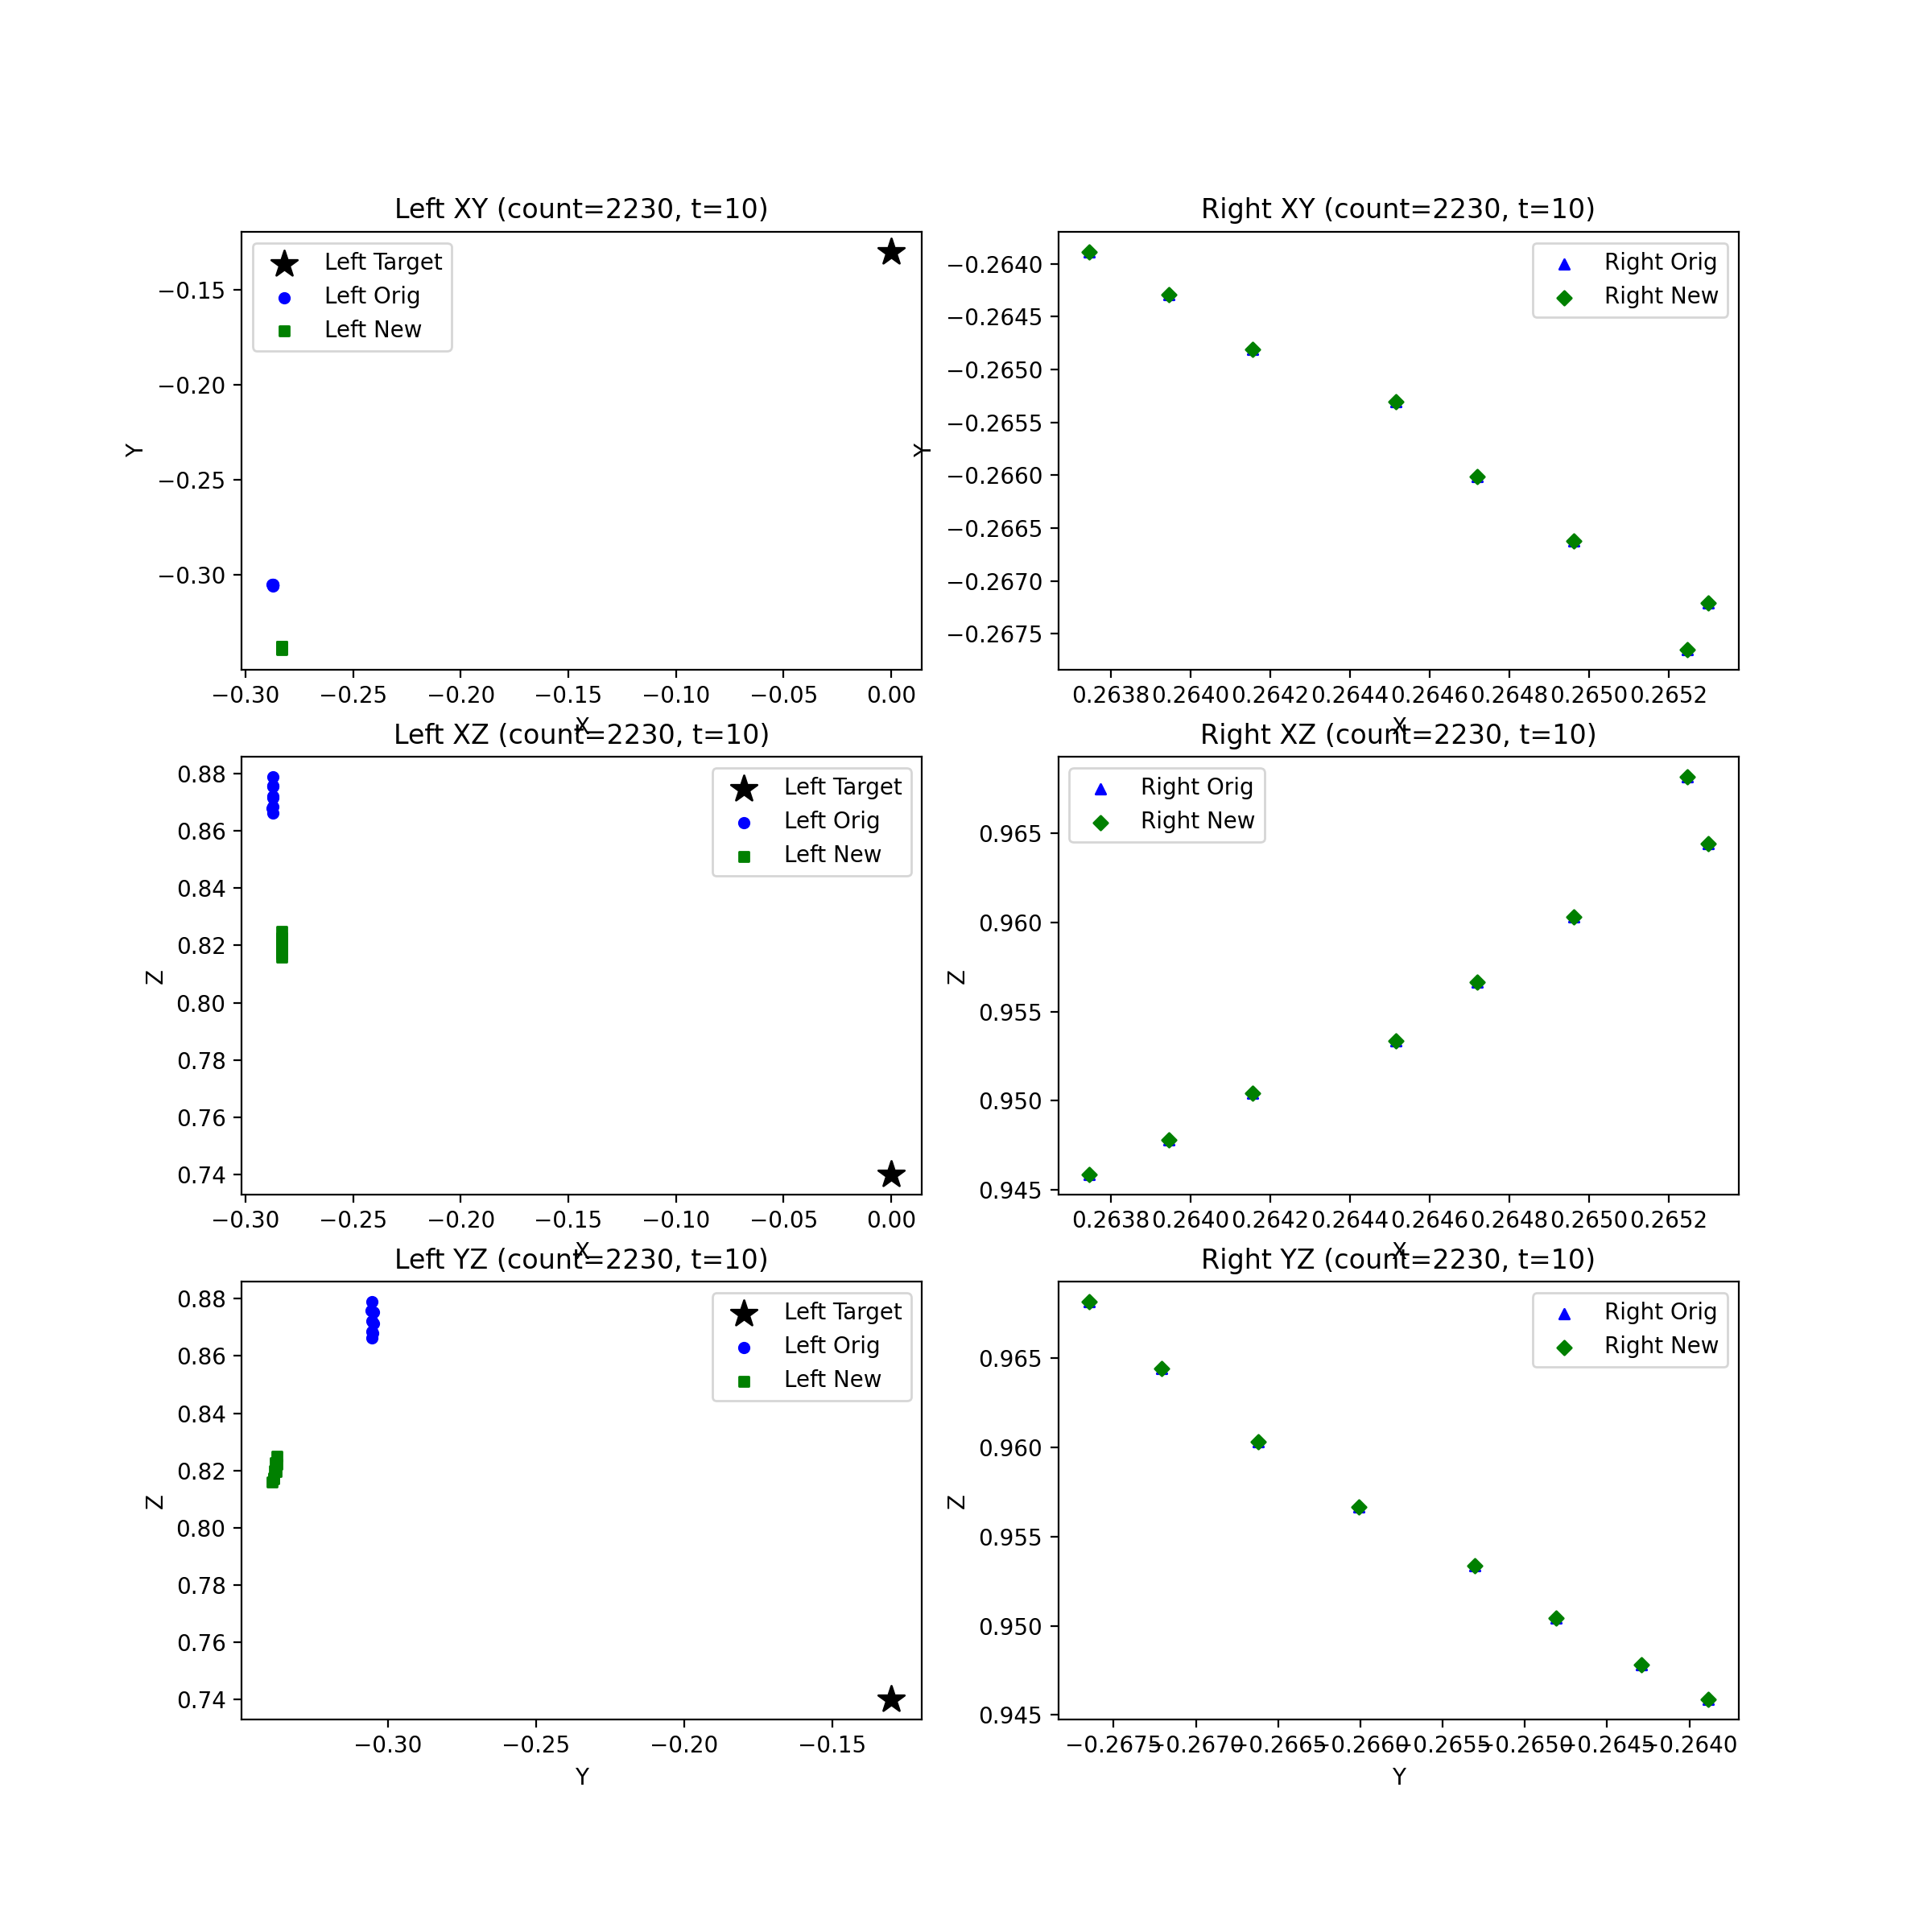 Left XY (count=2230, t=10)
Right XY (count=2230, t=10)
Left Target
Left Orig
Left New
Right Orig
Right New
−0.15
−0.20
−0.25
−0.30
Y
−0.30 −0.25 −0.20 −0.15 −0.10 −0.05 0.00
X
−0.2640
−0.2645
−0.2650
−0.2655
−0.2660
−0.2665
−0.2670
−0.2675
Y
0.2638 0.2640 0.2642 0.2644 0.2646 0.2648 0.2650 0.2652
X
Left XZ (count=2230, t=10)
Right XZ (count=2230, t=10)
Left Target
Left Orig
Left New
Right Orig
Right New
0.88
0.86
0.84
0.82
0.80
0.78
0.76
0.74
Z
−0.30 −0.25 −0.20 −0.15 −0.10 −0.05 0.00
X
0.965
0.960
0.955
0.950
0.945
Z
0.2638 0.2640 0.2642 0.2644 0.2646 0.2648 0.2650 0.2652
X
Left YZ (count=2230, t=10)
Right YZ (count=2230, t=10)
Left Target
Left Orig
Left New
Right Orig
Right New
0.88
0.86
0.84
0.82
0.80
0.78
0.76
0.74
Z
−0.30 −0.25 −0.20 −0.15
Y
0.965
0.960
0.955
0.950
0.945
Z
−0.2675 −0.2670 −0.2665 −0.2660 −0.2655 −0.2650 −0.2645 −0.2640
Y